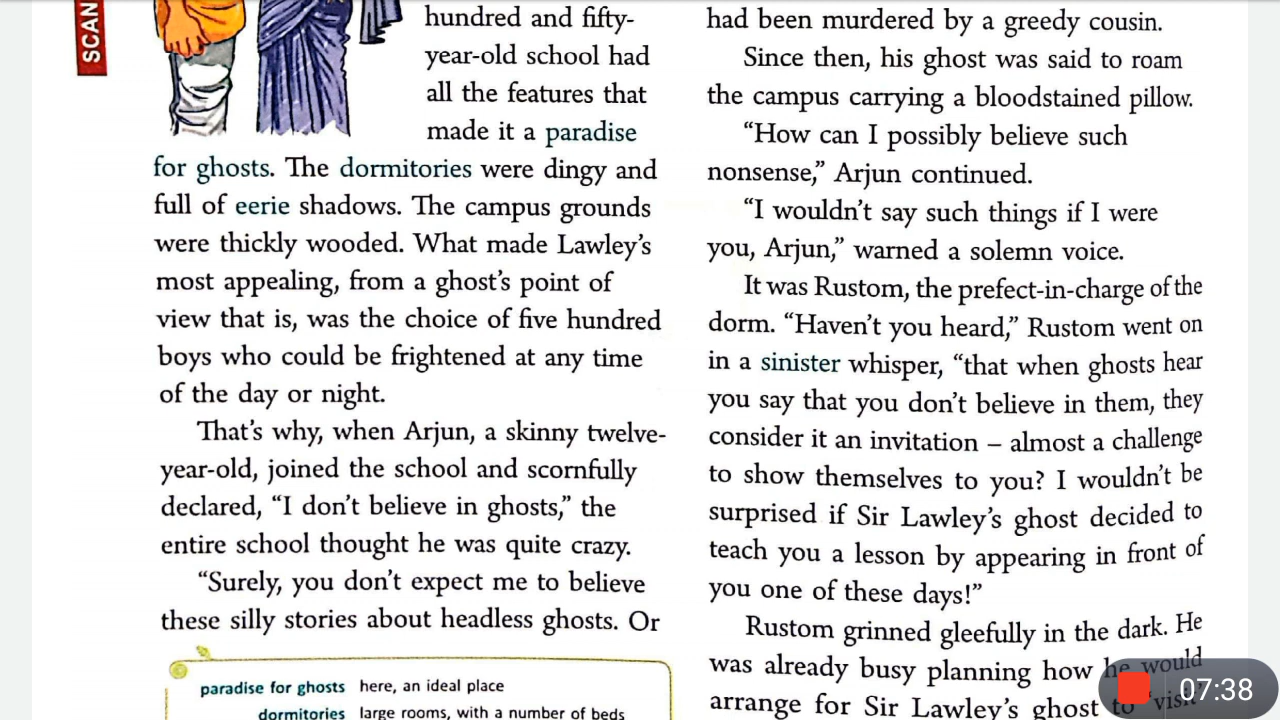 SCAN
hundred and fifty-
year-old school had
all the features that
made it a paradise
for ghosts. The dormitories were dingy and
full of eerie shadows. The campus grounds
were thickly wooded. What made Lawley's
most appealing, from a ghost's point of
view that is, was the choice of five hundred
boys who could be frightened at any time
of the day or night.
That's why, when Arjun, a skinny twelve-
year-old, joined the school and scornfully
declared, “I don't believe in ghosts,” the
entire school thought he was quite crazy.
“Surely, you don't expect me to believe
these silly stories about headless ghosts. Or
paradise for ghosts here, an ideal place
dormitories large rooms, with a number of beds
had been murdered by a greedy cousin.
Since then, his ghost was said to roam
the campus carrying a bloodstained pillow.
“How can I possibly believe such
nonsense,” Arjun continued.
“I wouldn't say such things if I were
you, Arjun,” warned a solemn voice.
It was Rustom, the prefect-in-charge of the
dorm. “Haven't you heard,” Rustom went on
in a sinister whisper, “that when ghosts hear
you say that you don't believe in them, they
consider it an invitation – almost a challenge
to show themselves to you? I wouldn't be
surprised if Sir Lawley's ghost decided to
teach you a lesson by appearing in front of
you one of these days!”
Rustom grinned gleefully in the dark. He
was already busy planning how he would
arrange for Sir Lawley's ghost to ‘visit’
07:38